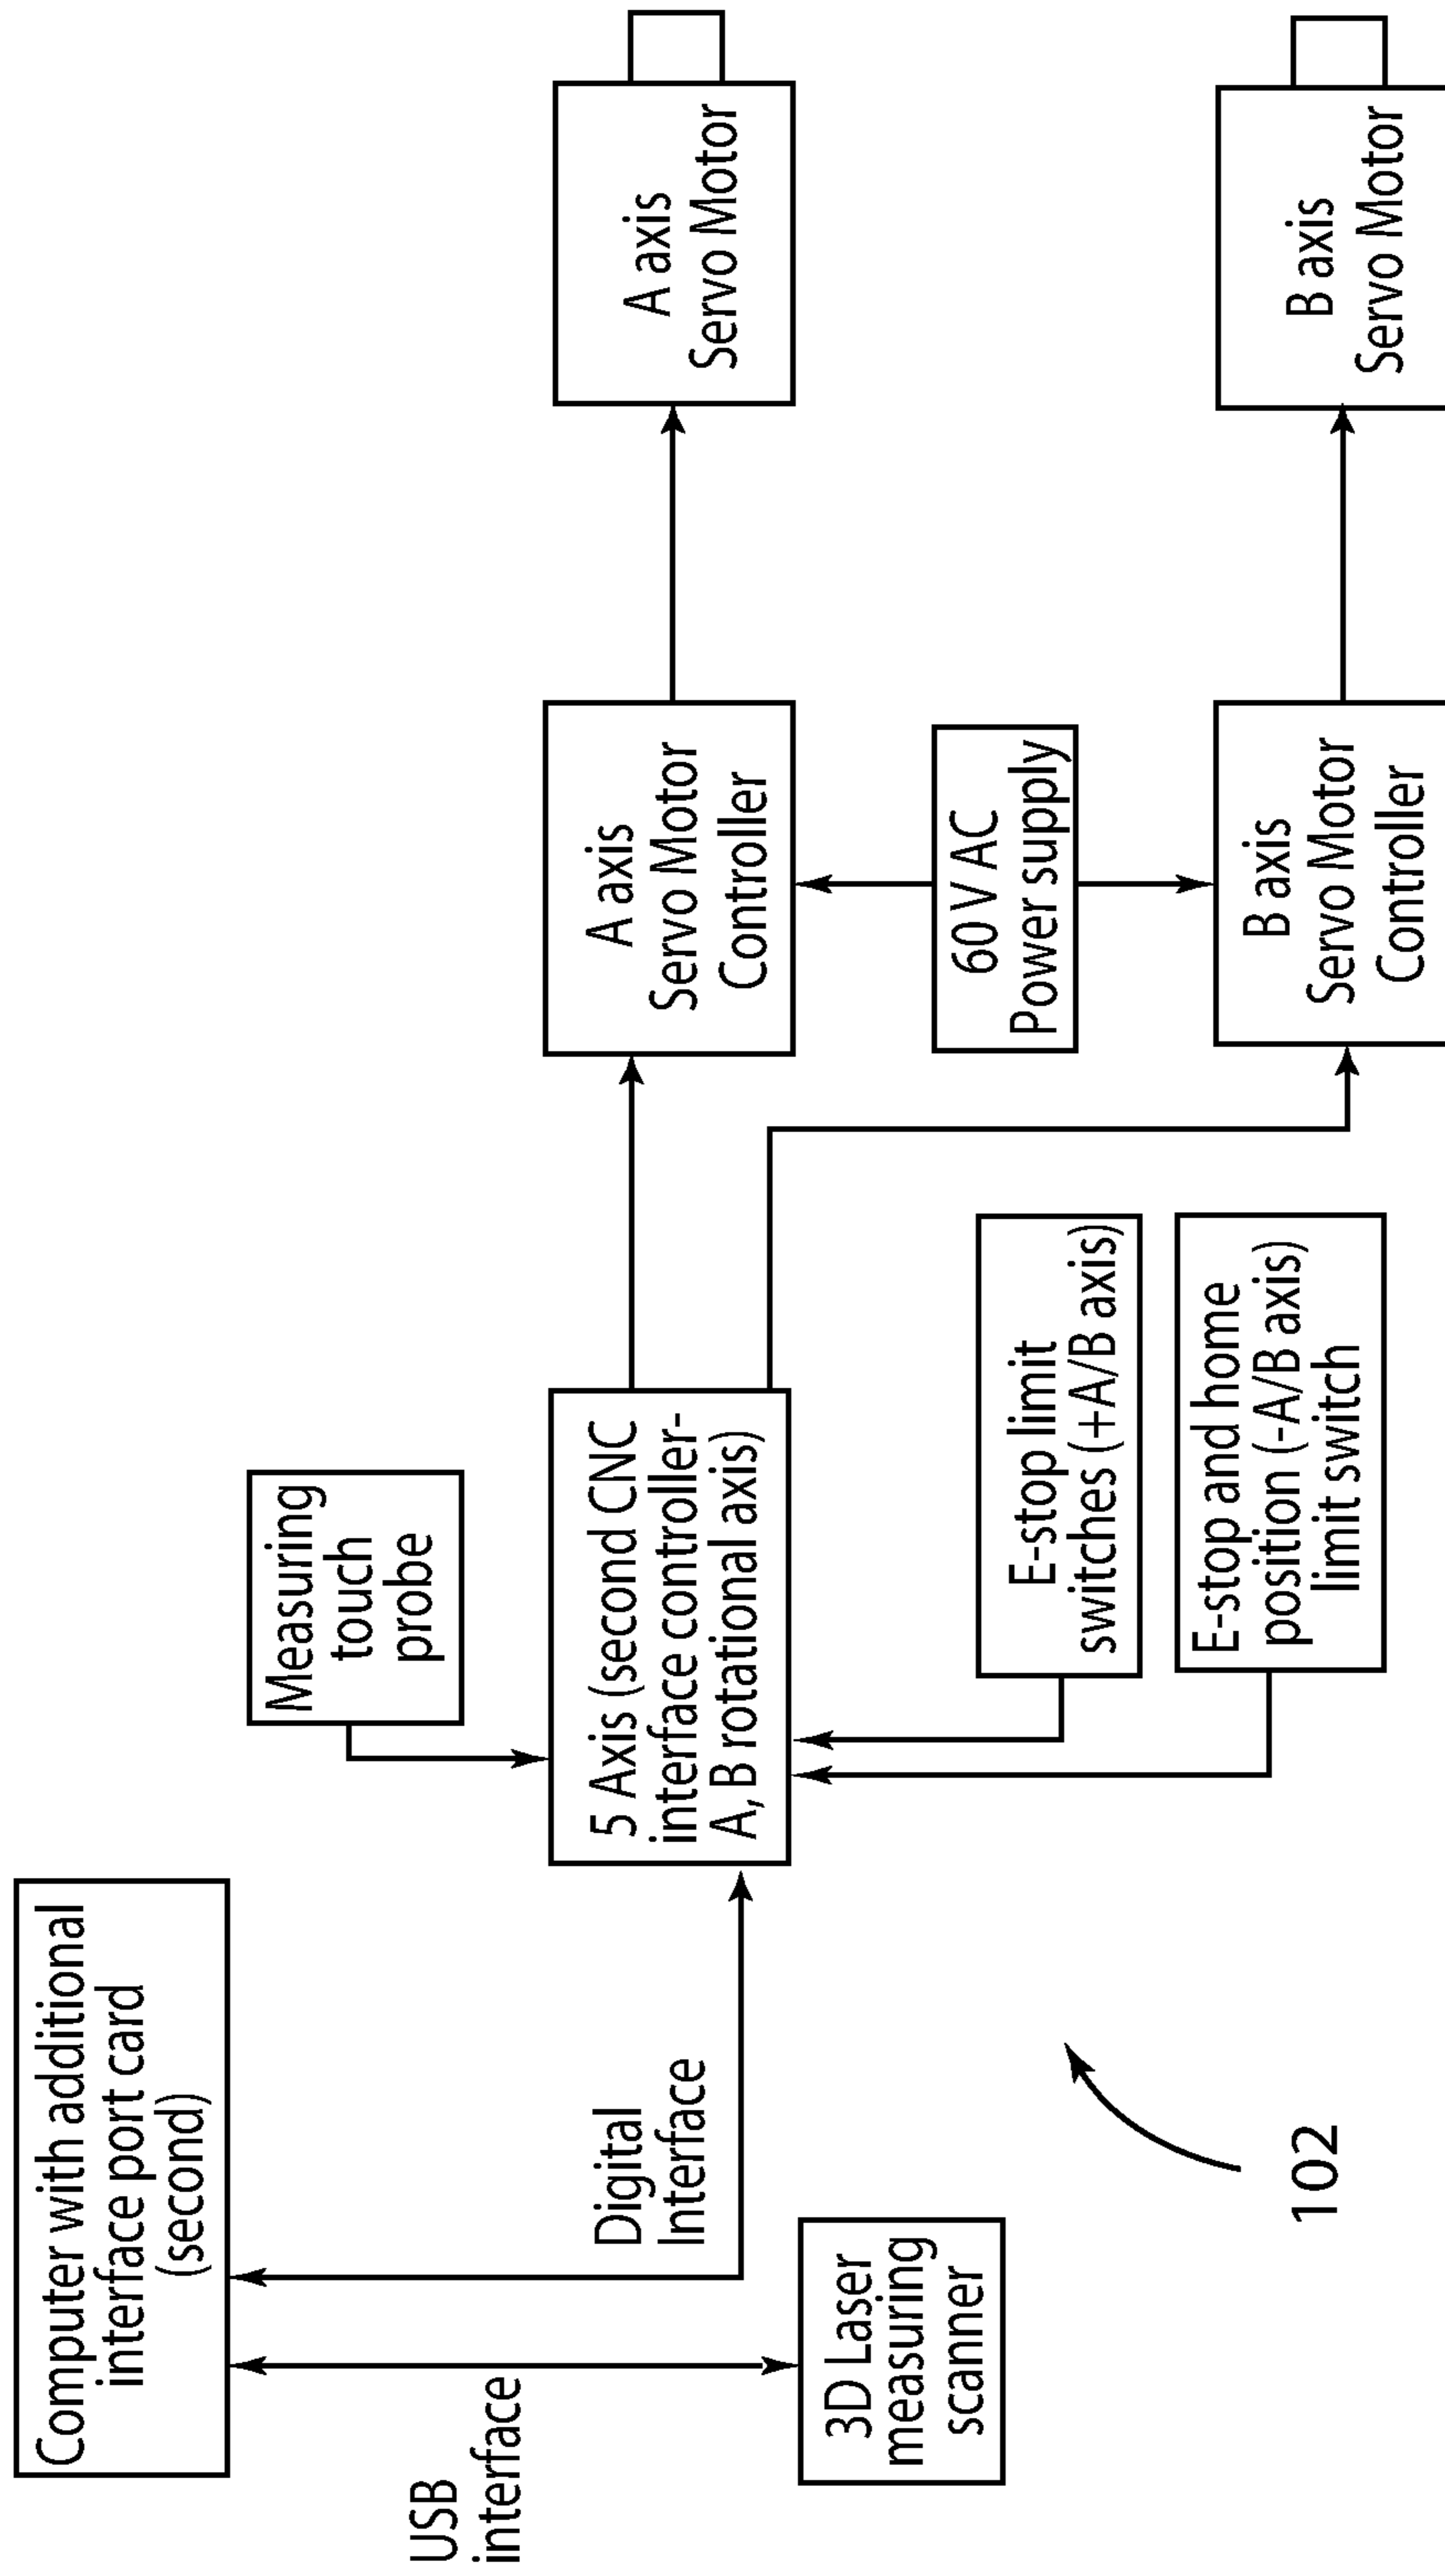 Computer with additional
interface port card
(second)
USB
interface
Digital
Interface
3D Laser
measuring
scanner
102
Measuring
touch
probe
5 Axis (second CNC
interface controller-
A, B rotational axis)
E-stop limit
switches (+A/B axis)
E-stop and home
position (-A/B axis)
limit switch
A axis
Servo Motor
Controller
60 V AC
Power supply
B axis
Servo Motor
Controller
A axis
Servo Motor
B axis
Servo Motor